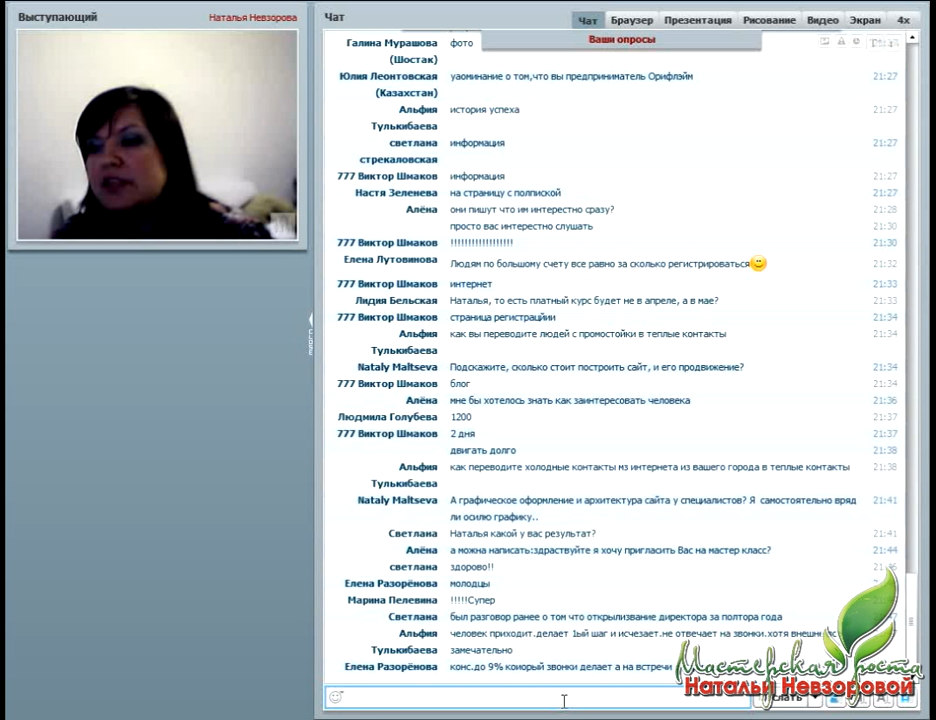 Выступающий
Наталья Невзорова
Чат
Чат Браузер Презентация Рисование Видео Экран 4x
Ваши опросы
Галина Мурашова фото
(Шостак)
Юлия Леонтовская уаоминание о том,что вы предприниматель Орифлэйм 21:27
(Казахстан)
Альфия история успеха 21:27
Тулькибаева
светлана информация 21:27
стрекаловская
777 Виктор Шмаков информация 21:27
Настя Зеленева на страницу с полпиской 21:27
Алёна они пишут что им интерестно сразу? 21:28
просто вас интерестно слушать 21:30
777 Виктор Шмаков !!!!!!!!!!!!!!!!!! 21:30
Елена Лутовинова Людям по большому счету все равно за сколько регистрироваться 21:32
777 Виктор Шмаков интернет 21:33
Лидия Бельская Наталья, то есть платный курс будет не в апреле, а в мае? 21:33
777 Виктор Шмаков страница регистрацйии 21:34
Альфия как вы переводите людей с промостойки в теплые контакты 21:34
Тулькибаева
Nataly Maltseva Подскажите, сколько стоит построить сайт, и его продвижение? 21:34
777 Виктор Шмаков блог 21:34
Алёна мне бы хотелось знать как заинтересовать человека 21:36
Людмила Голубева 1200 21:37
777 Виктор Шмаков 2 дня 21:37
двигать долго 21:38
Альфия как переводите холодные контакты мз интернета из вашего города в теплые контакты 21:38
Тулькибаева
Nataly Maltseva А графическое оформление и архитектура сайта у специалистов? Я самостоятельно вряд 21:41
ли осилю графику..
Светлана Наталья какой у вас результат? 21:41
Алёна а можна написать:здраствуйте я хочу пригласить Вас на мастер класс? 21:44
светлана здорово!!
Елена Разорёнова молодцы
Марина Пелевина !!!!!Супер
Светлана был разговор ранее о том что открылизвание директора за полтора года
Альфия человек приходит.делает 1ый шаг и исчезает.не отвечает на звонки.хотя
Тулькибаева замечательно
Елена Разорёнова конс.до 9% коиорый звонки делает а на встречи
Мастерская роста
Натальи Невзоровой